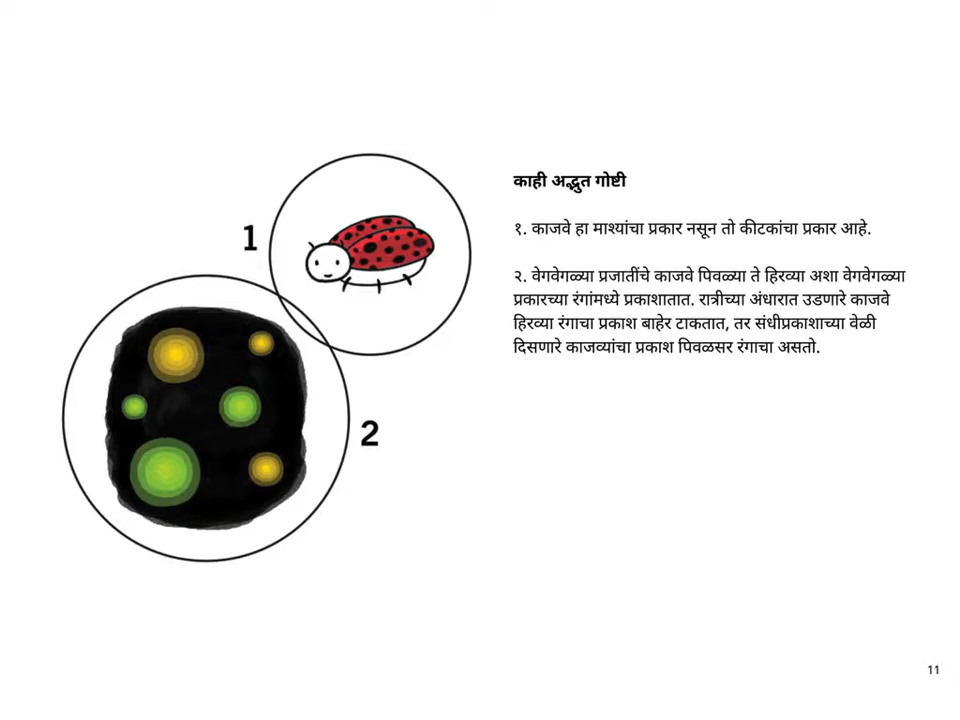 काही अद्भुत गोष्टी
१. काजवे हा माश्यांचा प्रकार नसून तो कीटकांचा प्रकार आहे.
२. वेगवेगळ्या प्रजातींचे काजवे पिवळ्या ते हिरव्या अशा वेगवेगळ्या
प्रकारच्या रंगांमध्ये प्रकाशातात. रात्रीच्या अंधारात उडणारे काजवे
हिरव्या रंगाचा प्रकाश बाहेर टाकतात, तर संधीप्रकाशाच्या वेळी
दिसणारे काजव्यांचा प्रकाश पिवळसर रंगाचा असतो.
1
2
11